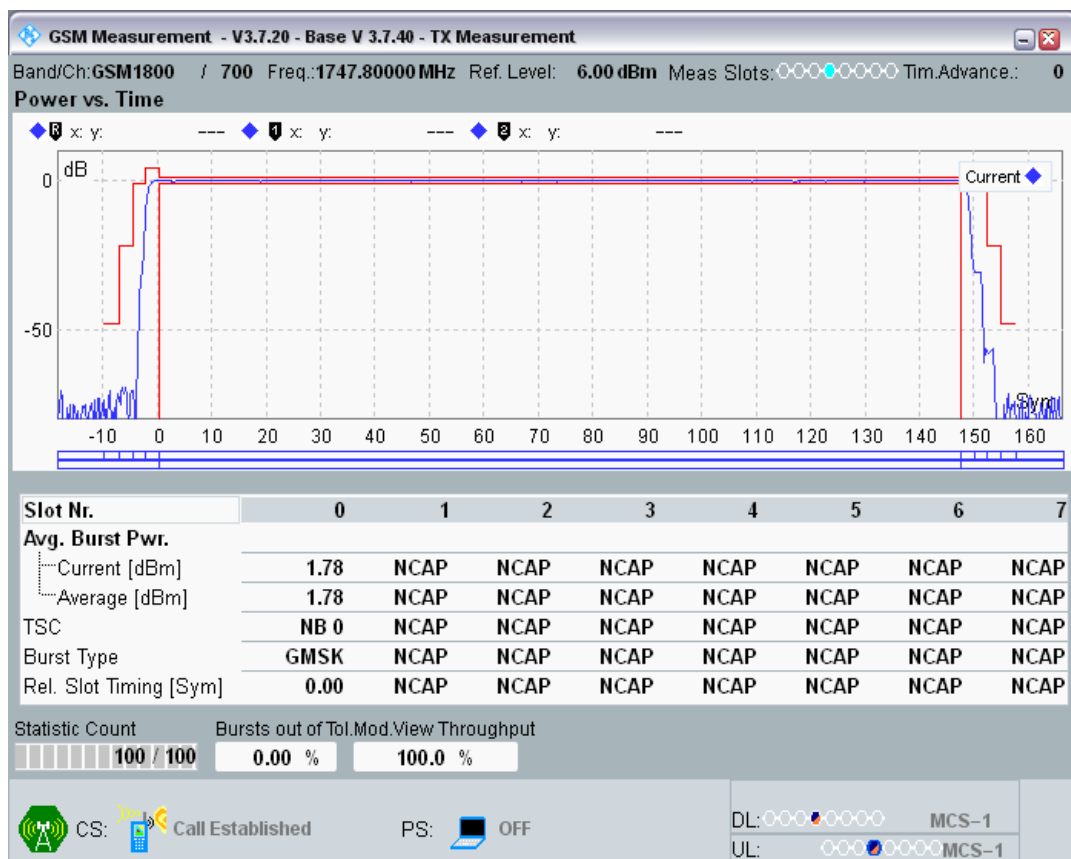 GSM Measurement - V3.7.20 - Base V 3.7.40 - TX Measurement
Band/Ch:GSM1800 / 700 Freq.:1747.80000 MHz Ref. Level: 6.00 dBm Meas Slots: Tim.Advance.: 0
Power vs. Time
R x: y: --- 1 x: y: --- 2 x: y: ---
dB
Current
0
-50
Sym
-10 0 10 20 30 40 50 60 70 80 90 100 110 120 130 140 150 160
Slot Nr. 0 1 2 3 4 5 6 7
Avg. Burst Pwr.
Current [dBm] 1.78 NCAP NCAP NCAP NCAP NCAP NCAP NCAP
Average [dBm] 1.78 NCAP NCAP NCAP NCAP NCAP NCAP NCAP
TSC NB 0 NCAP NCAP NCAP NCAP NCAP NCAP NCAP
Burst Type GMSK NCAP NCAP NCAP NCAP NCAP NCAP NCAP
Rel. Slot Timing [Sym] 0.00 NCAP NCAP NCAP NCAP NCAP NCAP NCAP
Statistic Count Bursts out of Tol. Mod.View Throughput
100 / 100 0.00 % 100.0 %
CS: Call Established PS: OFF
DL: MCS-1
UL: MCS-1